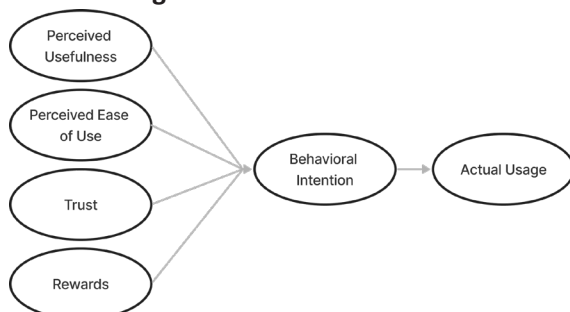 Perceived
Usefulness
Perceived Ease
of Use
Trust
Rewards
Behavioral
Intention
Actual Usage